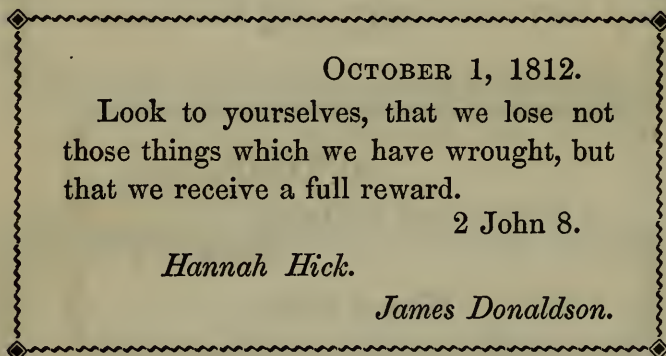 October 1, 1812.
Look to yourselves, that we lose not
those things which we have wrought, but
that we receive a full reward.
2 John 8.
Hannah Hick.
James Donaldson.